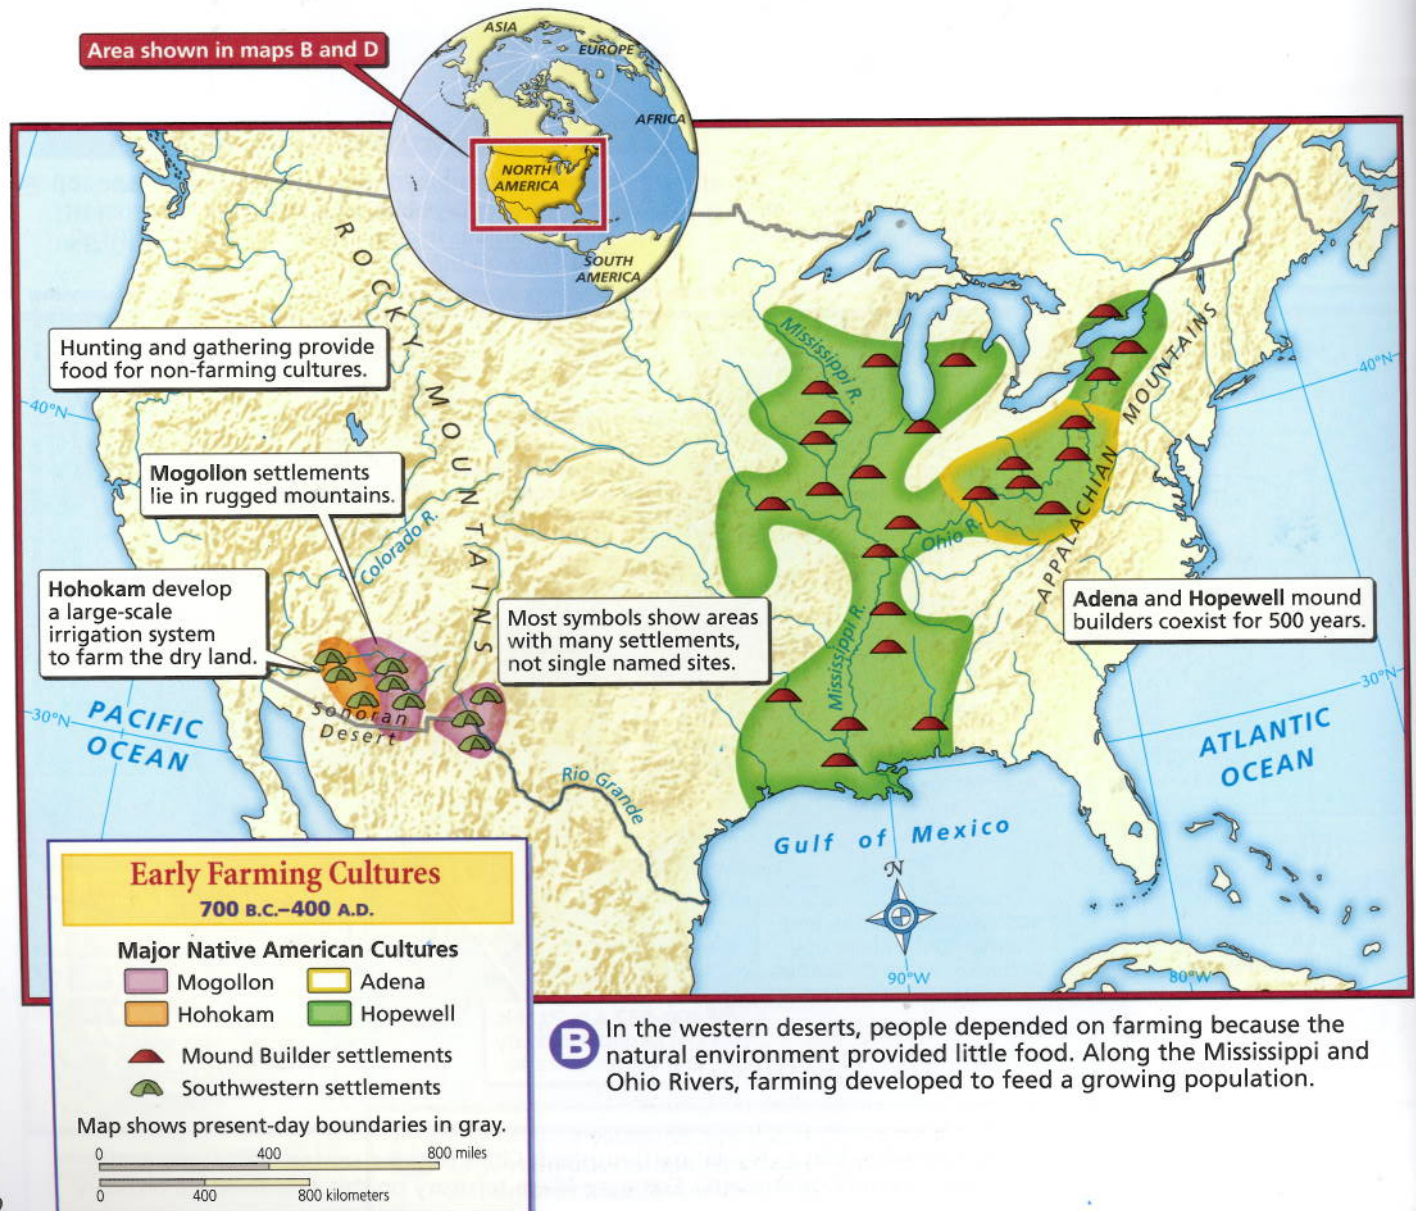 Area shown in maps B and D
ASIA
EUROPE
AFRICA
NORTH
AMERICA
SOUTH
AMERICA
ROCKY MOUNTAINS
Hunting and gathering provide
food for non-farming cultures.
Mississippi R.
APPALACHIAN MOUNTAINS
40°N
40°N
Mogollon settlements
lie in rugged mountains.
Colorado R.
Ohio R.
Hohokam develop
a large-scale
irrigation system
to farm the dry land.
Most symbols show areas
with many settlements,
not single named sites.
Mississippi R.
Adena and Hopewell mound
builders coexist for 500 years.
30°N
30°N
PACIFIC
OCEAN
Sonoran
Desert
Rio Grande
ATLANTIC
OCEAN
Gulf of Mexico
N
90°W
80°W
Early Farming Cultures
700 B.C.–400 A.D.
Major Native American Cultures
Mogollon
Adena
Hohokam
Hopewell
Mound Builder settlements
Southwestern settlements
Map shows present-day boundaries in gray.
0 400 800 miles
0 400 800 kilometers
B
In the western deserts, people depended on farming because the
natural environment provided little food. Along the Mississippi and
Ohio Rivers, farming developed to feed a growing population.